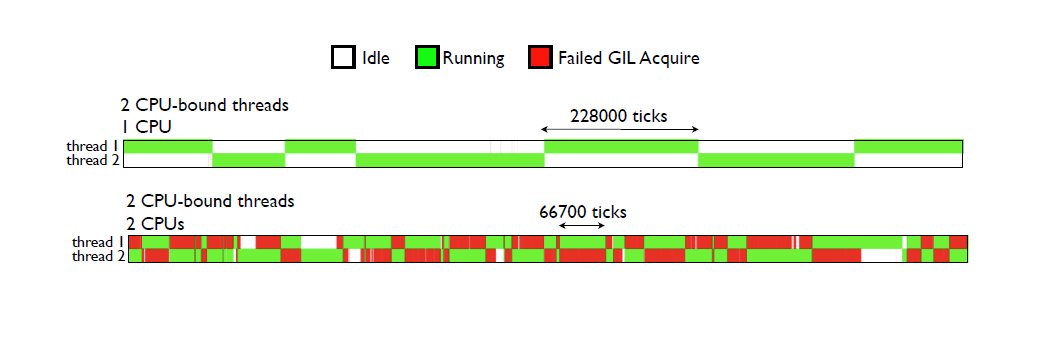 Idle Running Failed GIL Acquire
2 CPU-bound threads
1 CPU
228000 ticks
thread 1
thread 2
2 CPU-bound threads
2 CPUs
66700 ticks
thread 1
thread 2